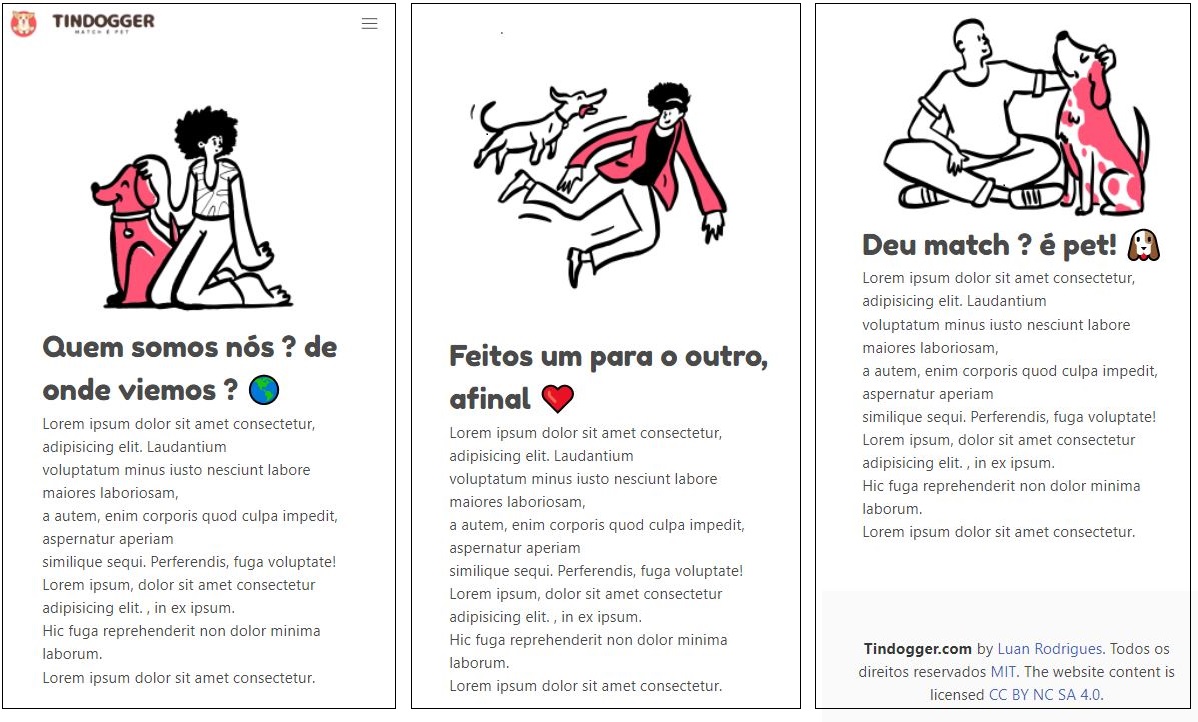 TINDOGGER
MATCH É PET
Quem somos nós ? de
onde viemos ? 🌎
Lorem ipsum dolor sit amet consectetur,
adipisicing elit. Laudantium
voluptatum minus iusto nesciunt labore
maiores laboriosam,
a autem, enim corporis quod culpa impedit,
aspernatur aperiam
similique sequi. Perferendis, fuga voluptate!
Lorem ipsum, dolor sit amet consectetur
adipisicing elit. , in ex ipsum.
Hic fuga reprehenderit non dolor minima
laborum.
Lorem ipsum dolor sit amet consectetur.
Feitos um para o outro,
afinal ❤️
Lorem ipsum dolor sit amet consectetur,
adipisicing elit. Laudantium
voluptatum minus iusto nesciunt labore
maiores laboriosam,
a autem, enim corporis quod culpa impedit,
aspernatur aperiam
similique sequi. Perferendis, fuga voluptate!
Lorem ipsum, dolor sit amet consectetur
adipisicing elit. , in ex ipsum.
Hic fuga reprehenderit non dolor minima
laborum.
Lorem ipsum dolor sit amet consectetur.
Deu match ? é pet! 🐶
Lorem ipsum dolor sit amet consectetur,
adipisicing elit. Laudantium
voluptatum minus iusto nesciunt labore
maiores laboriosam,
a autem, enim corporis quod culpa impedit,
aspernatur aperiam
similique sequi. Perferendis, fuga voluptate!
Lorem ipsum, dolor sit amet consectetur
adipisicing elit. , in ex ipsum.
Hic fuga reprehenderit non dolor minima
laborum.
Lorem ipsum dolor sit amet consectetur.
Tindogger.com by Luan Rodrigues. Todos os
direitos reservados MIT. The website content is
licensed CC BY NC SA 4.0.